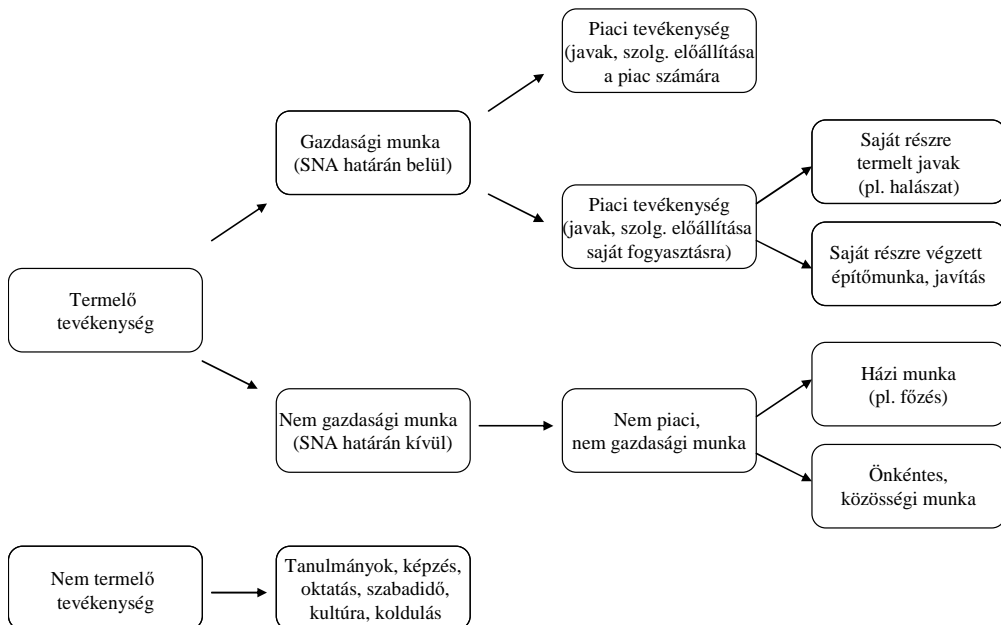 Piaci tevékenység
(javak, szolg. előállítása
a piac számára
Gazdasági munka
(SNA határán belül)
Saját részre
termelt javak
(pl. halászat)
Piaci tevékenység
(javak, szolg. előállítása
saját fogyasztásra)
Saját részre végzett
építőmunka, javítás
Termelő
tevékenység
Házi munka
(pl. főzés)
Nem gazdasági munka
(SNA határán kívül)
Nem piaci,
nem gazdasági munka
Önkéntes,
közösségi munka
Nem termelő
tevékenység
Tanulmányok, képzés,
oktatás, szabadidő,
kultúra, koldulás